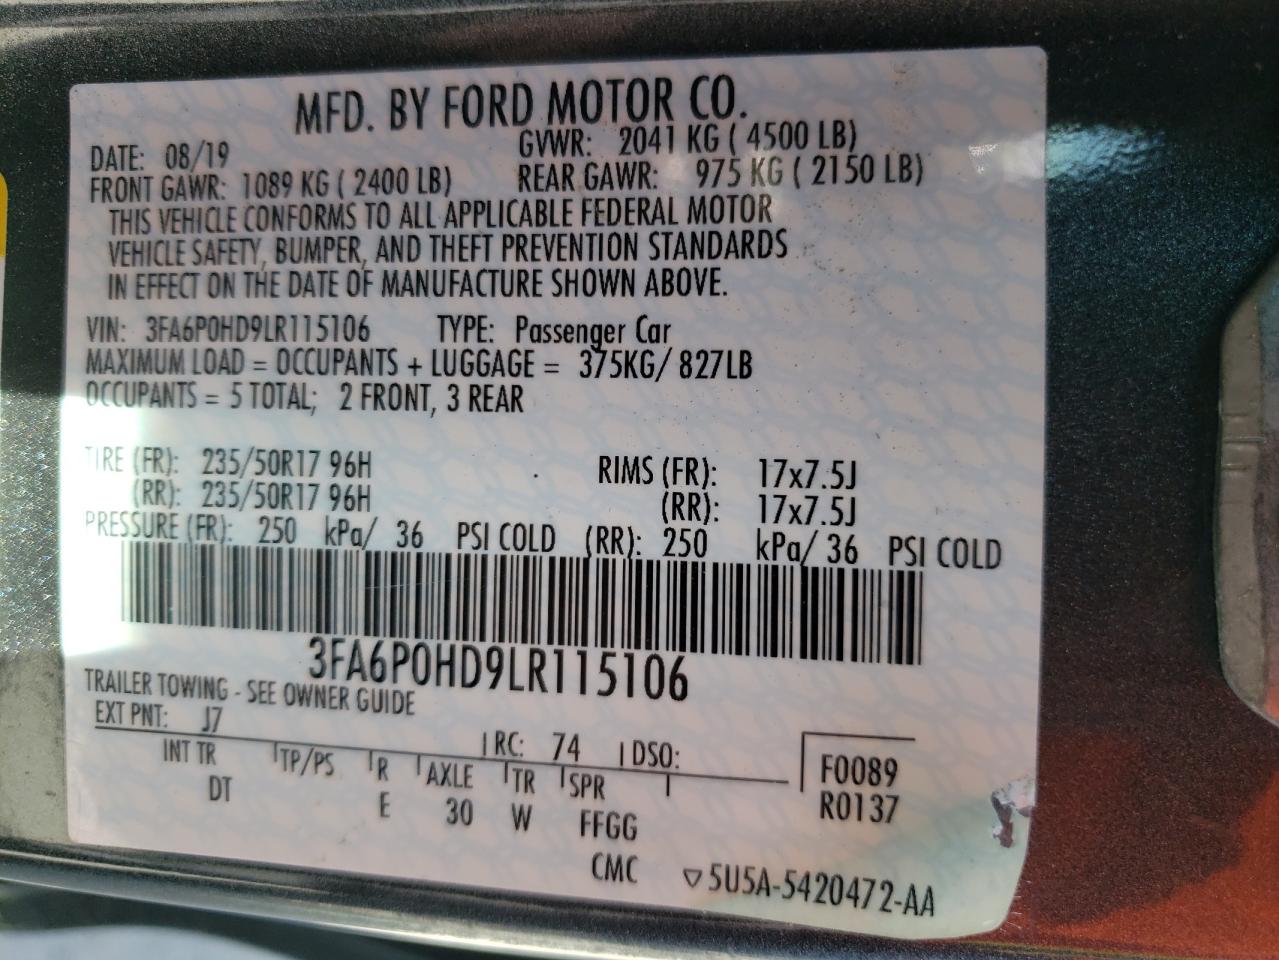 MFD. BY FORD MOTOR CO.
DATE: 08/19 GVWR: 2041 KG ( 4500 LB)
FRONT GAWR: 1089 KG ( 2400 LB) REAR GAWR: 975 KG ( 2150 LB)
THIS VEHICLE CONFORMS TO ALL APPLICABLE FEDERAL MOTOR
VEHICLE SAFETY, BUMPER, AND THEFT PREVENTION STANDARDS
IN EFFECT ON THE DATE OF MANUFACTURE SHOWN ABOVE.
VIN: 3FA6P0HD9LR115106 TYPE: Passenger Car
MAXIMUM LOAD = OCCUPANTS + LUGGAGE = 375KG/ 827LB
OCCUPANTS = 5 TOTAL; 2 FRONT, 3 REAR
TIRE (FR): 235/50R17 96H RIMS (FR): 17x7.5J
(RR): 235/50R17 96H (RR): 17x7.5J
PRESSURE (FR): 250 kPa/ 36 PSI COLD (RR): 250 kPa/ 36 PSI COLD
3FA6P0HD9LR115106
TRAILER TOWING - SEE OWNER GUIDE
EXT PNT: J7 RC: 74 DSO:
INT TR TP/PS R AXLE TR SPR F0089
DT E 30 W FFGG R0137
CMC ▽5U5A-5420472-AA